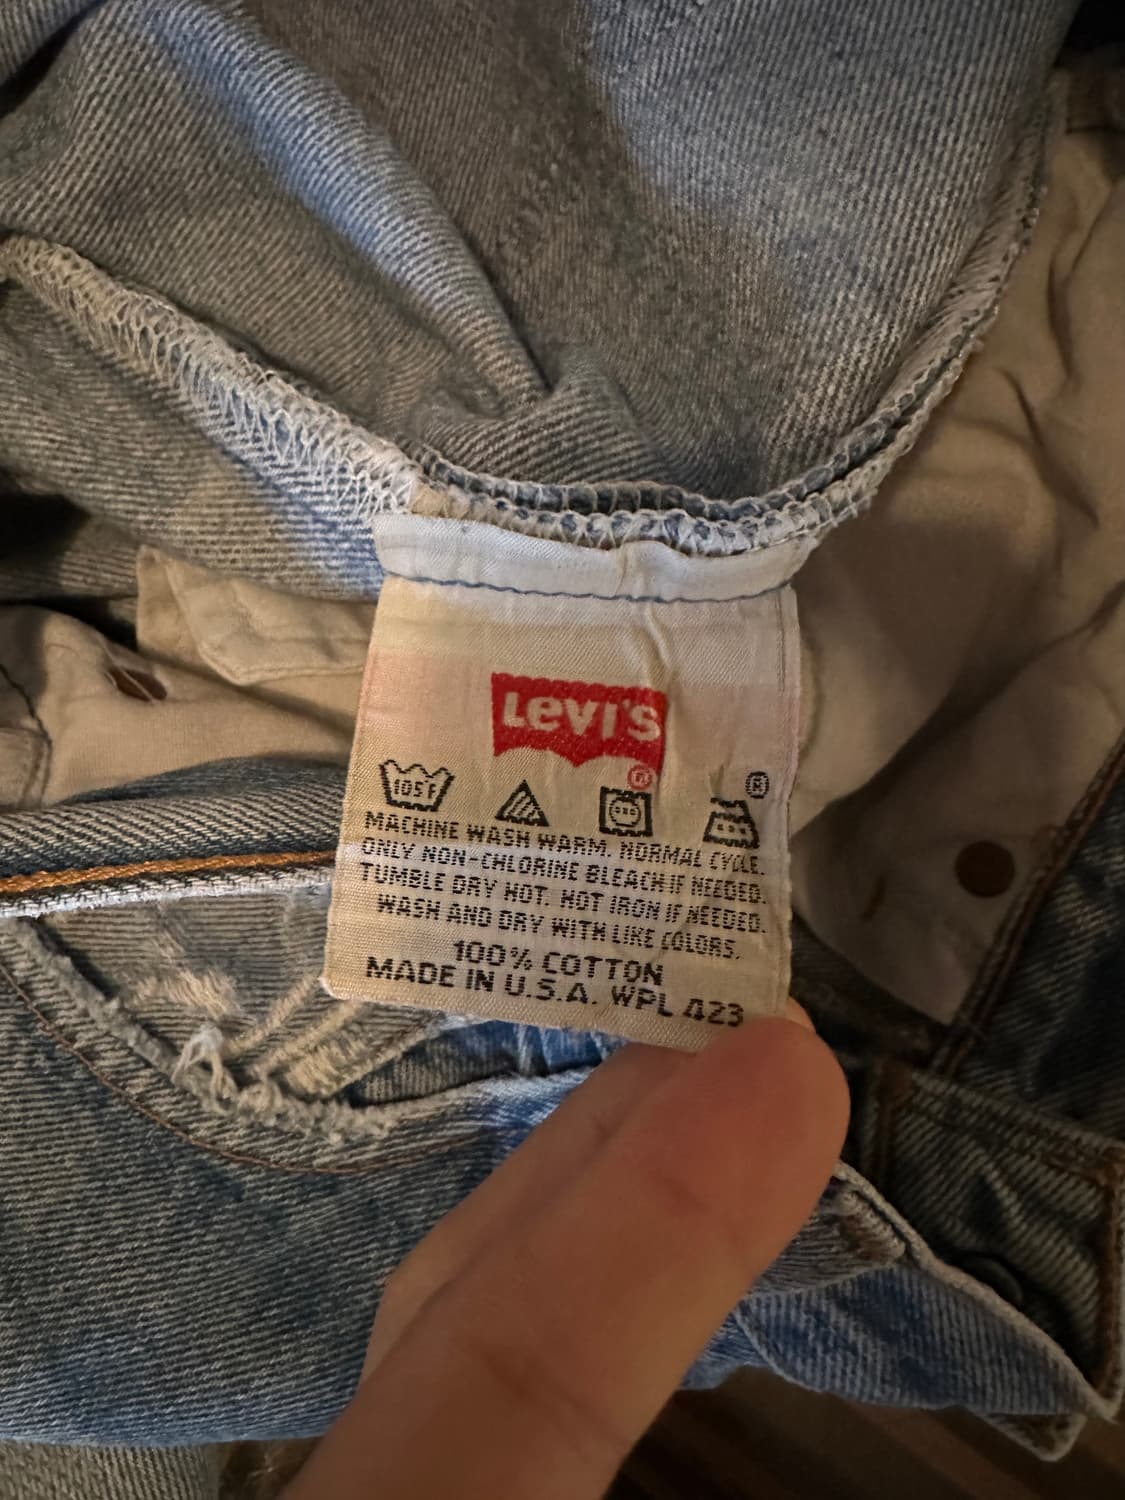 Levi's
®
®
105°F
MACHINE WASH WARM. NORMAL CYCLE.
ONLY NON-CHLORINE BLEACH IF NEEDED.
TUMBLE DRY HOT. HOT IRON IF NEEDED.
WASH AND DRY WITH LIKE COLORS.
100% COTTON
MADE IN U.S.A. WPL 423